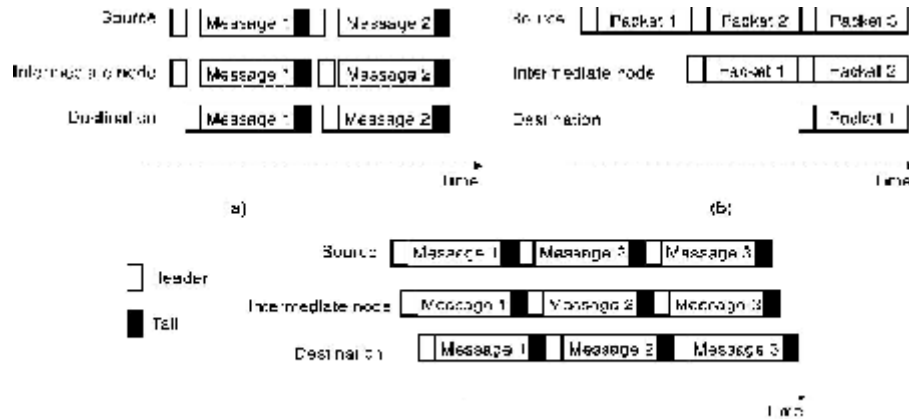 Source Message 1 Message 2
Intermediate node Message 1 Message 2
Destination Message 1 Message 2
Time
a)
Source Packet 1 Packet 2 Packet 3
Intermediate node Packet 1 Packet 2
Destination Packet 1
Time
(b)
Header
Tail
Source Message 1 Message 2 Message 3
Intermediate node Message 1 Message 2 Message 3
Destination Message 1 Message 2 Message 3
Time